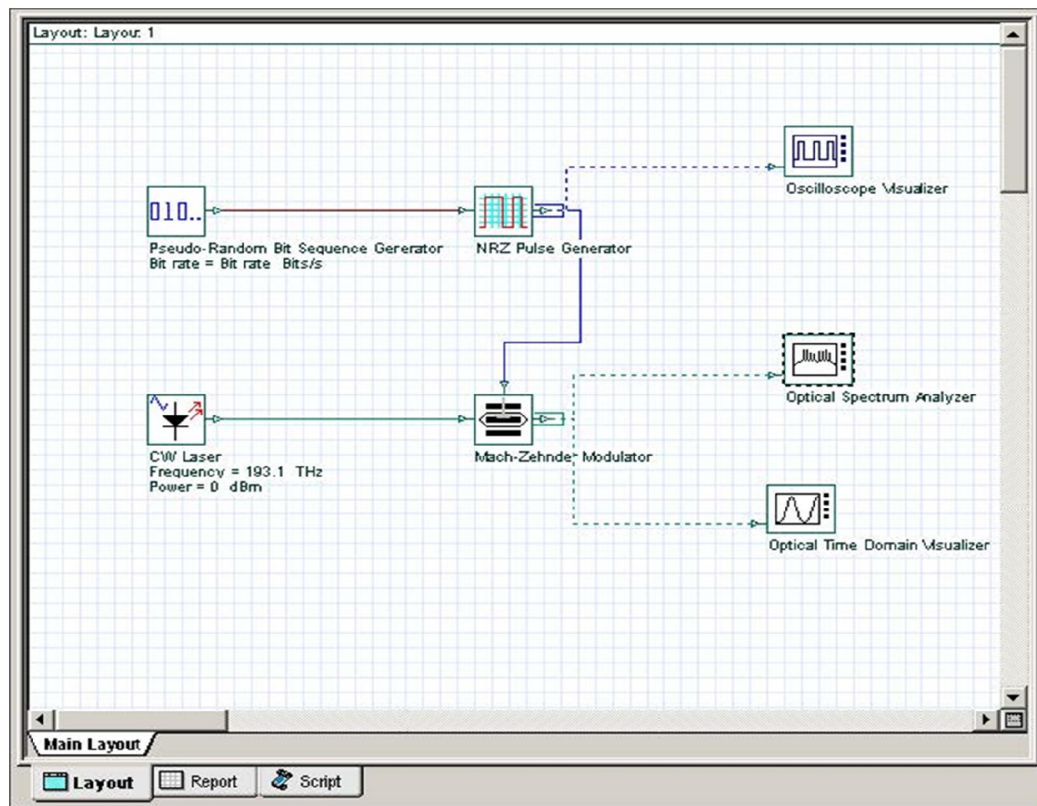 Layout: Layout 1
Oscilloscope Visualizer
010..
Pseudo-Random Bit Sequence Generator
Bit rate = Bit rate Bits/s
NRZ Pulse Generator
Optical Spectrum Analyzer
CW Laser
Frequency = 193.1 THz
Power = 0 dBm
Mach-Zehnder Modulator
Optical Time Domain Visualizer
Main Layout
Layout
Report
Script